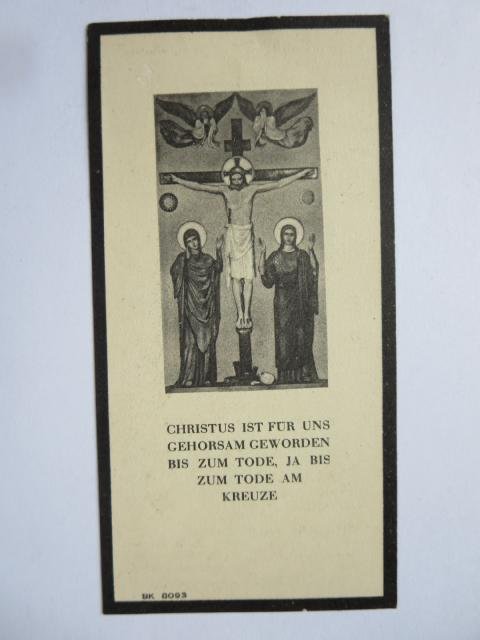 CHRISTUS IST FÜR UNS
GEHORSAM GEWORDEN
BIS ZUM TODE, JA BIS
ZUM TODE AM
KREUZE
BK 8093